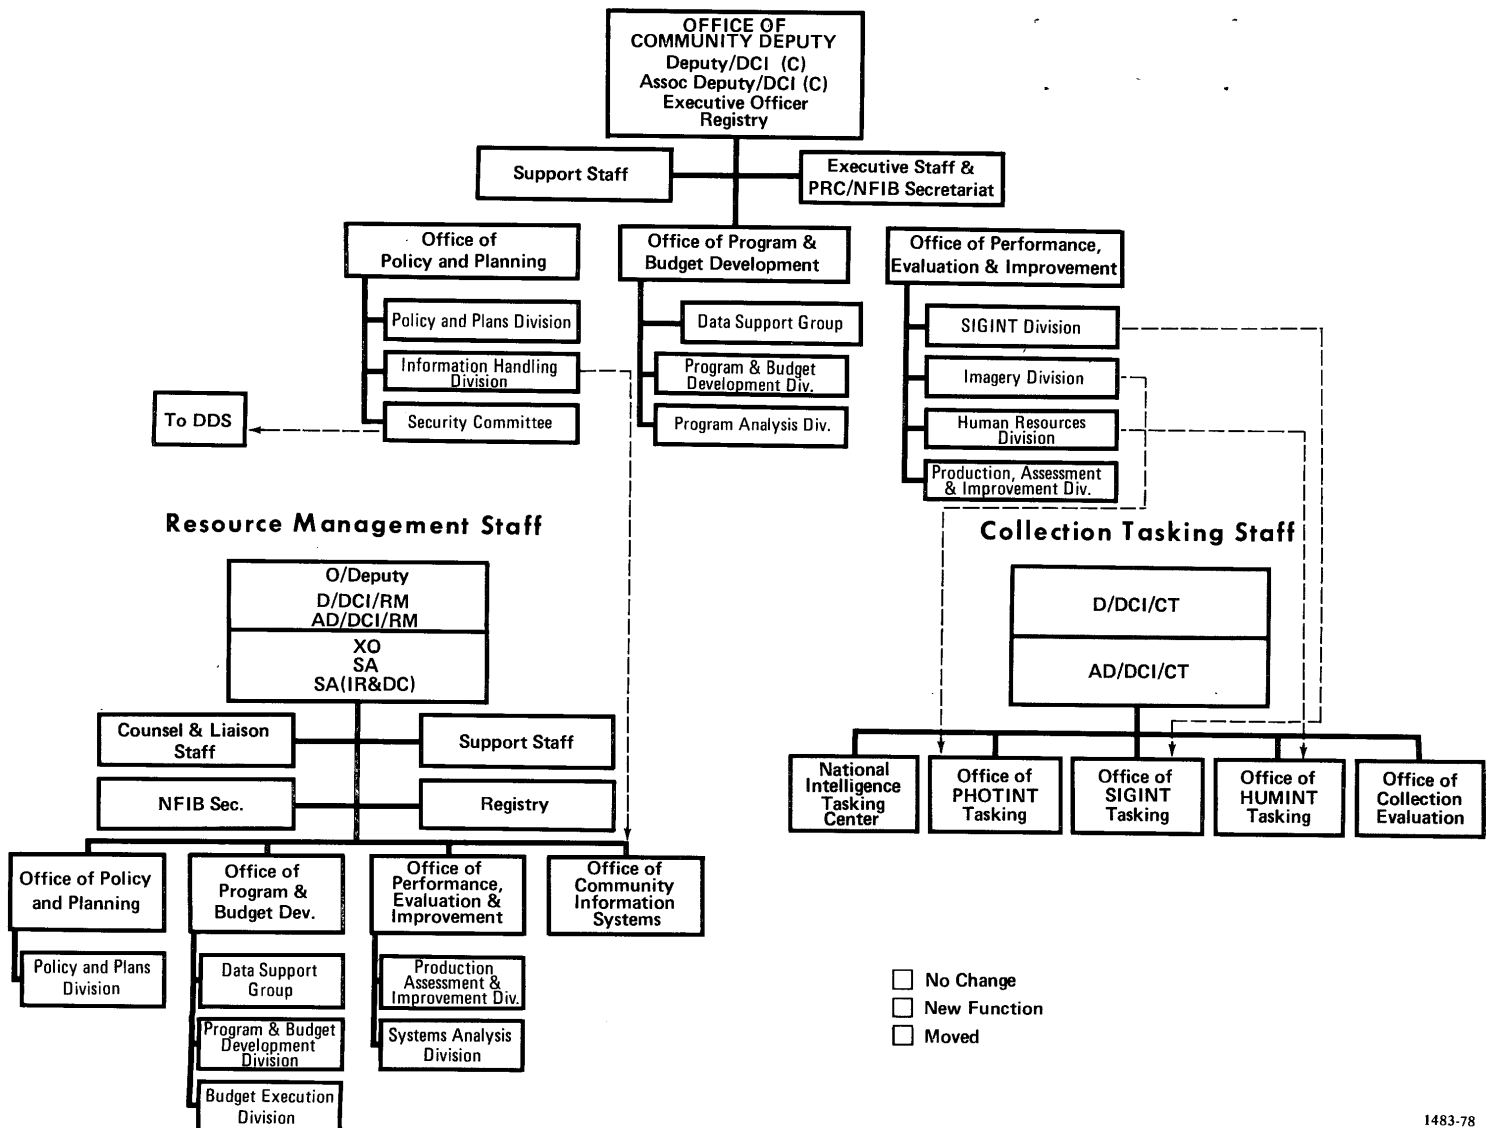 OFFICE OF
COMMUNITY DEPUTY
Deputy/DCI (C)
Assoc Deputy/DCI (C)
Executive Officer
Registry
Support Staff
Executive Staff &
PRC/NFIB Secretariat
Office of
Policy and Planning
Office of Program &
Budget Development
Office of Performance,
Evaluation & Improvement
Policy and Plans Division
Information Handling
Division
Security Committee
To DDS
Data Support Group
Program & Budget
Development Div.
Program Analysis Div.
SIGINT Division
Imagery Division
Human Resources
Division
Production, Assessment
& Improvement Div.
Resource Management Staff
O/Deputy
D/DCI/RM
AD/DCI/RM
XO
SA
SA(IR&DC)
Counsel & Liaison
Staff
Support Staff
NFIB Sec.
Registry
Office of Policy
and Planning
Office of
Program &
Budget Dev.
Office of
Performance,
Evaluation &
Improvement
Office of
Community
Information
Systems
Policy and Plans
Division
Data Support
Group
Program & Budget
Development
Division
Budget Execution
Division
Production
Assessment &
Improvement Div.
Systems Analysis
Division
Collection Tasking Staff
D/DCI/CT
AD/DCI/CT
National
Intelligence
Tasking
Center
Office of
PHOTINT
Tasking
Office of
SIGINT
Tasking
Office of
HUMINT
Tasking
Office of
Collection
Evaluation
No Change
New Function
Moved
1483-78